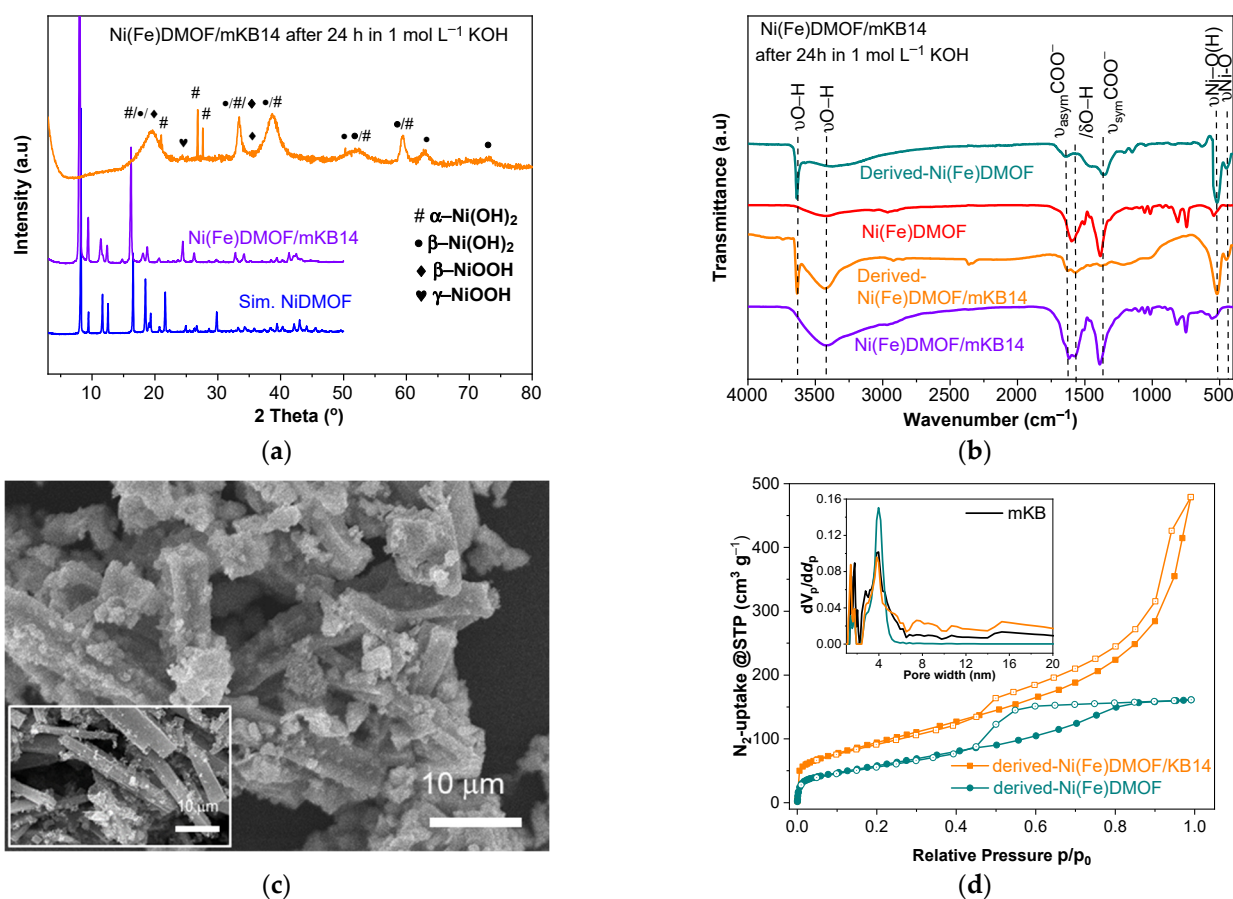 Ni(Fe)DMOF/mKB14 after 24 h in 1 mol L⁻¹ KOH
Intensity (a.u)
#/•/♦
#
♥
#
#
•/#/♦
♦
•/#
•
•/#
•/#
•
•
# α–Ni(OH)₂
• β–Ni(OH)₂
♦ β–NiOOH
♥ γ–NiOOH
Ni(Fe)DMOF/mKB14
Sim. NiDMOF
10 20 30 40 50 60 70 80
2 Theta (º)
(a)
Ni(Fe)DMOF/mKB14
after 24h in 1 mol L⁻¹ KOH
Transmittance (a.u)
υO–H
υO–H
υasymCOO⁻
/δO–H
υsymCOO⁻
υNi–O(H)
υNi-O
Derived-Ni(Fe)DMOF
Ni(Fe)DMOF
Derived-
Ni(Fe)DMOF/mKB14
Ni(Fe)DMOF/mKB14
4000 3500 3000 2500 2000 1500 1000 500
Wavenumber (cm⁻¹)
(b)
10 µm
10 µm
(c)
N₂-uptake @STP (cm³ g⁻¹)
500
400
300
200
100
0
dVₚ/ddₚ
0.16
0.12
0.08
0.04
0.00
mKB
4 8 12 16 20
Pore width (nm)
derived-Ni(Fe)DMOF/KB14
derived-Ni(Fe)DMOF
0.0 0.2 0.4 0.6 0.8 1.0
Relative Pressure p/p₀
(d)